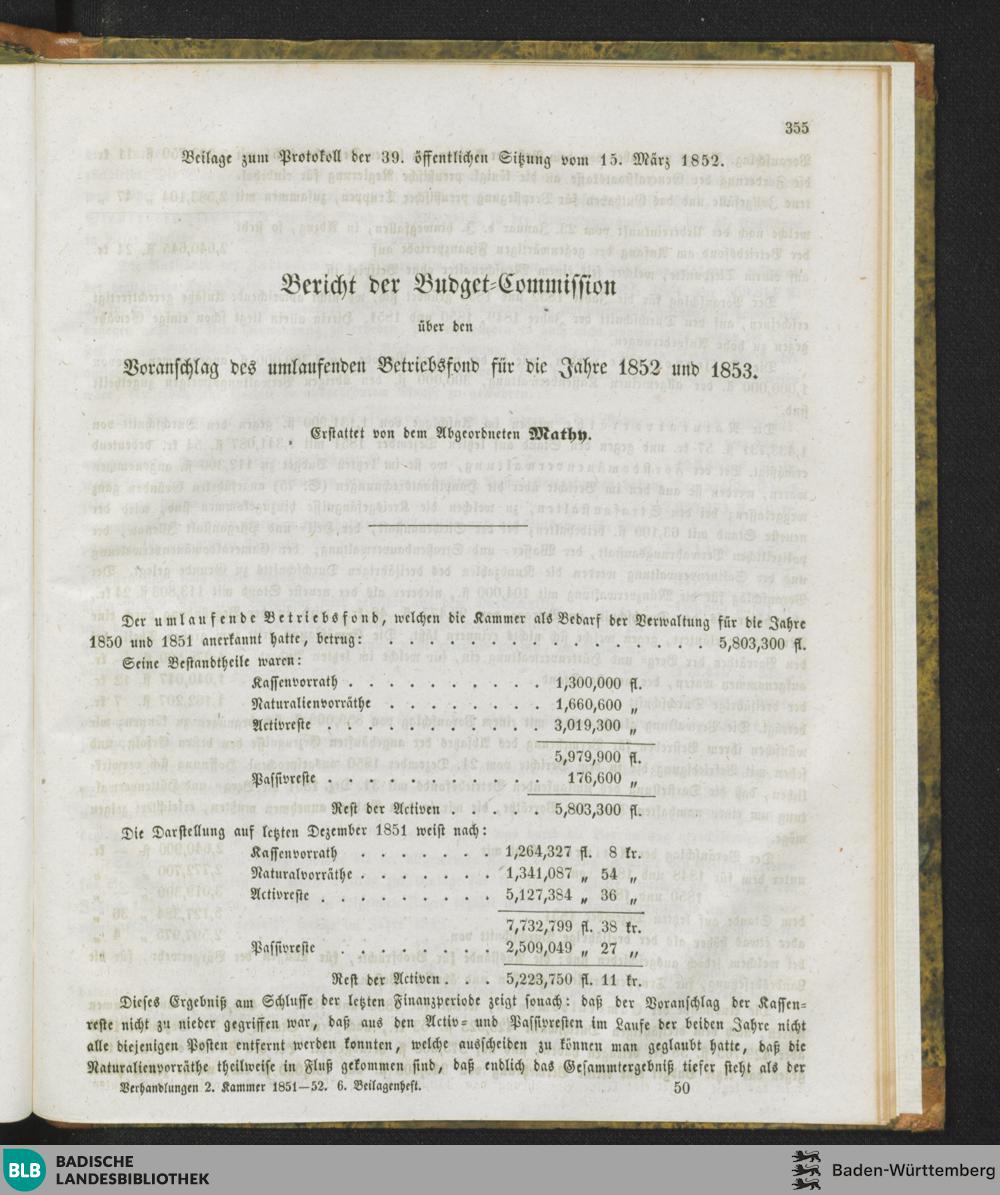 355
Beilage zum Protokoll der 39. öffentlichen Sitzung vom 15. März 1852.
Bericht der Budget-Commission
über den
Voranschlag des umlaufenden Betriebsfond für die Jahre 1852 und 1853.
Erstattet von dem Abgeordneten Mathy.
Der umlaufende Betriebsfond, welchen die Kammer als Bedarf der Verwaltung für die Jahre
1850 und 1851 anerkannt hatte, betrug: . . . . . . . . . . . . . 5,803,300 fl.
Seine Bestandtheile waren:
Kassenvorrath . . . . . . . . 1,300,000 fl.
Naturalienvorräthe . . . . . . . 1,660,600 „
Activreste . . . . . . . . . 3,019,300 „
5,979,900 fl.
Passivreste . . . . . . . . . 176,600 „
Rest der Activen . . . . . 5,803,300 fl.
Die Darstellung auf letzten Dezember 1851 weist nach:
Kassenvorrath . . . . . . 1,264,327 fl. 8 kr.
Naturalvorräthe . . . . . . 1,341,087 „ 54 „
Activreste . . . . . . . 5,127,384 „ 36 „
7,732,799 fl. 38 kr.
Passivreste . . . . . . . 2,509,049 „ 27 „
Rest der Activen . . . 5,223,750 fl. 11 kr.
Dieses Ergebniß am Schlusse der letzten Finanzperiode zeigt sonach: daß der Voranschlag der Kassen-
reste nicht zu nieder gegriffen war, daß aus den Activ- und Passivresten im Laufe der beiden Jahre nicht
alle diejenigen Posten entfernt werden konnten, welche ausscheiden zu können man geglaubt hatte, daß die
Naturalienvorräthe theilweise in Fluß gekommen sind, daß endlich das Gesammtergebniß tiefer steht als der
Verhandlungen 2. Kammer 1851—52. 6. Beilagenheft. 50
BLB BADISCHE
LANDESBIBLIOTHEK
Baden-Württemberg